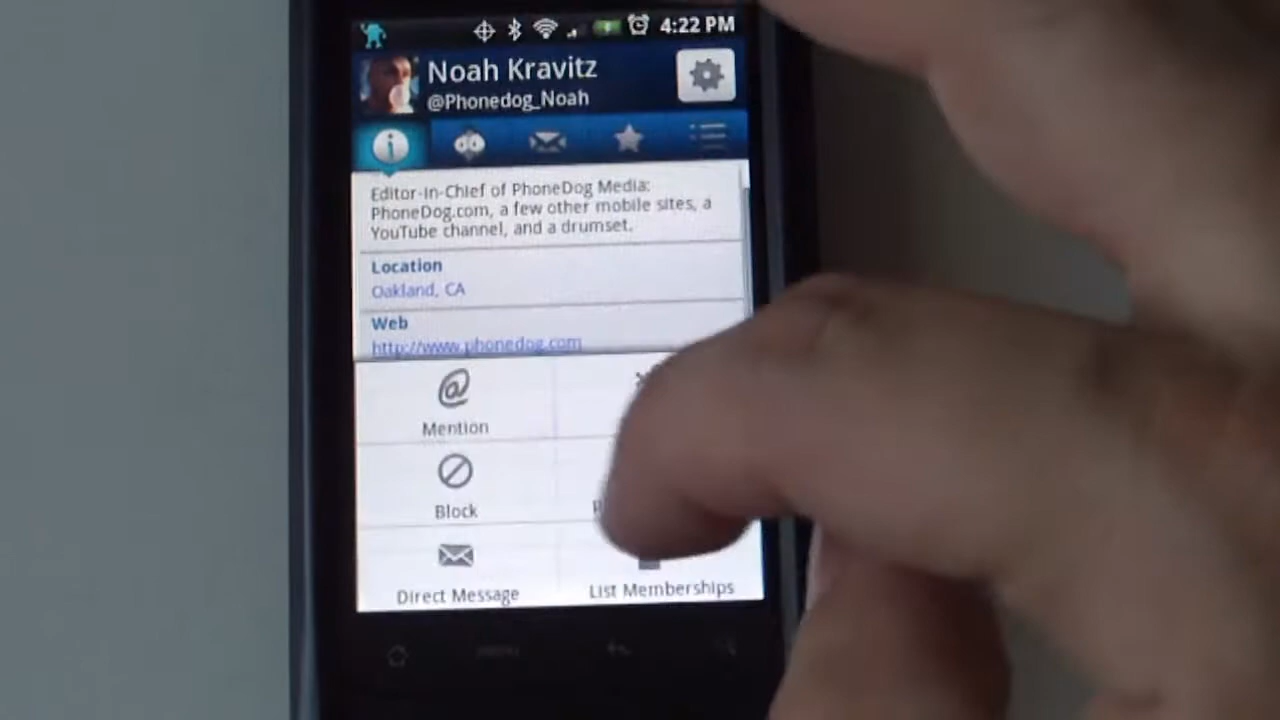 4:22 PM
Noah Kravitz
@Phonedog_Noah
Editor-In-Chief of PhoneDog Media:
PhoneDog.com, a few other mobile sites, a
YouTube channel, and a drumset.
Location
Oakland, CA
Web
http://www.phonedog.com
Mention
Block
Direct Message
List Memberships